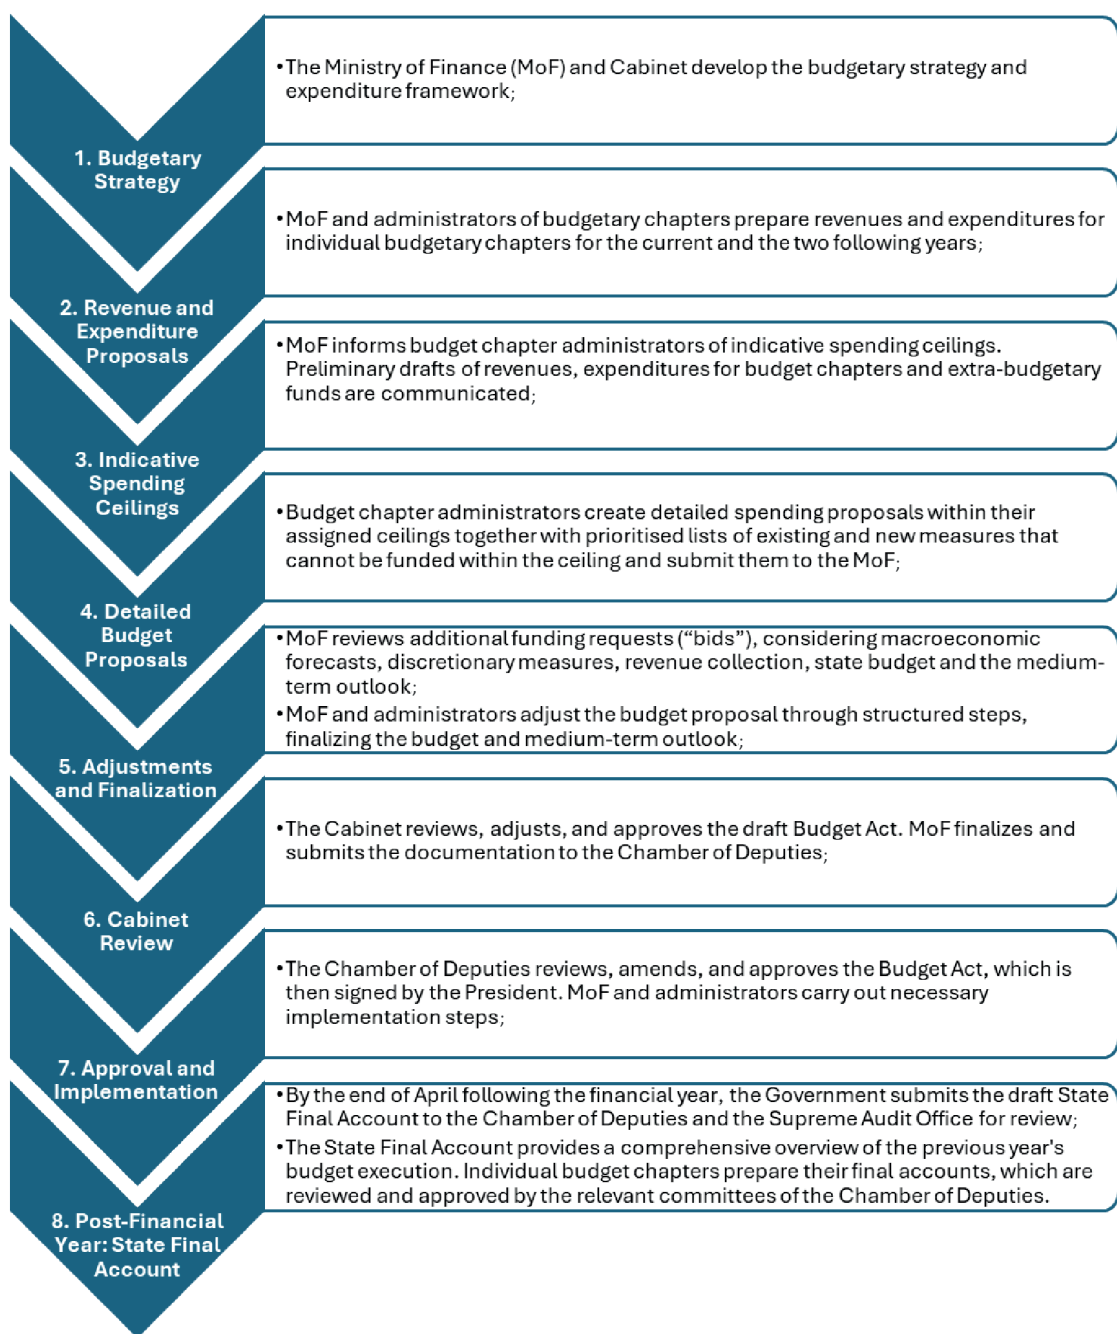 •The Ministry of Finance (MoF) and Cabinet develop the budgetary strategy and
expenditure framework;
1. Budgetary
Strategy
•MoF and administrators of budgetary chapters prepare revenues and expenditures for
individual budgetary chapters for the current and the two following years;
2. Revenue and
Expenditure
Proposals
•MoF informs budget chapter administrators of indicative spending ceilings.
Preliminary drafts of revenues, expenditures for budget chapters and extra-budgetary
funds are communicated;
3. Indicative
Spending
Ceilings
•Budget chapter administrators create detailed spending proposals within their
assigned ceilings together with prioritised lists of existing and new measures that
cannot be funded within the ceiling and submit them to the MoF;
4. Detailed
Budget
Proposals
•MoF reviews additional funding requests (“bids”), considering macroeconomic
forecasts, discretionary measures, revenue collection, state budget and the medium-
term outlook;
•MoF and administrators adjust the budget proposal through structured steps,
finalizing the budget and medium-term outlook;
5. Adjustments
and Finalization
•The Cabinet reviews, adjusts, and approves the draft Budget Act. MoF finalizes and
submits the documentation to the Chamber of Deputies;
6. Cabinet
Review
•The Chamber of Deputies reviews, amends, and approves the Budget Act, which is
then signed by the President. MoF and administrators carry out necessary
implementation steps;
7. Approval and
Implementation
•By the end of April following the financial year, the Government submits the draft State
Final Account to the Chamber of Deputies and the Supreme Audit Office for review;
•The State Final Account provides a comprehensive overview of the previous year's
budget execution. Individual budget chapters prepare their final accounts, which are
reviewed and approved by the relevant committees of the Chamber of Deputies.
8. Post-Financial
Year: State Final
Account